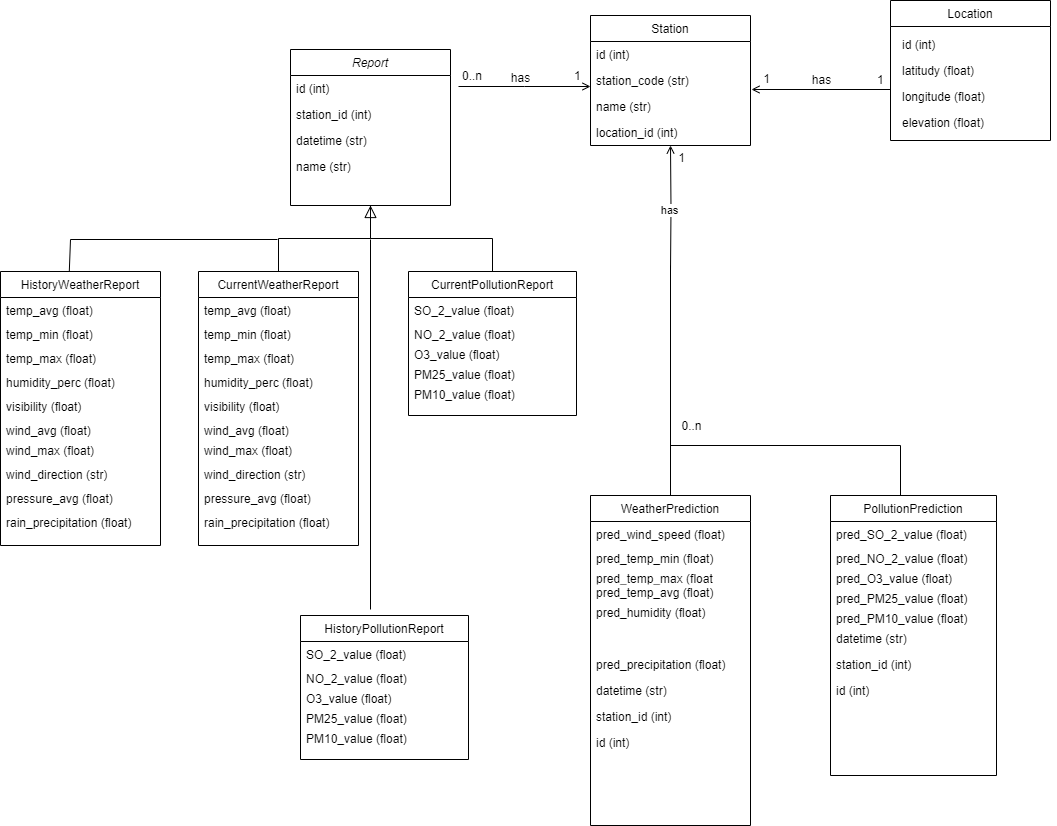 Report
id (int)
station_id (int)
datetime (str)
name (str)
0..n
has
1
Station
id (int)
station_code (str)
name (str)
location_id (int)
1
has
1
Location
id (int)
latitudy (float)
longitude (float)
elevation (float)
1
has
0..n
HistoryWeatherReport
temp_avg (float)
temp_min (float)
temp_max (float)
humidity_perc (float)
visibility (float)
wind_avg (float)
wind_max (float)
wind_direction (str)
pressure_avg (float)
rain_precipitation (float)
CurrentWeatherReport
temp_avg (float)
temp_min (float)
temp_max (float)
humidity_perc (float)
visibility (float)
wind_avg (float)
wind_max (float)
wind_direction (str)
pressure_avg (float)
rain_precipitation (float)
CurrentPollutionReport
SO_2_value (float)
NO_2_value (float)
O3_value (float)
PM25_value (float)
PM10_value (float)
HistoryPollutionReport
SO_2_value (float)
NO_2_value (float)
O3_value (float)
PM25_value (float)
PM10_value (float)
WeatherPrediction
pred_wind_speed (float)
pred_temp_min (float)
pred_temp_max (float
pred_temp_avg (float)
pred_humidity (float)
pred_precipitation (float)
datetime (str)
station_id (int)
id (int)
PollutionPrediction
pred_SO_2_value (float)
pred_NO_2_value (float)
pred_O3_value (float)
pred_PM25_value (float)
pred_PM10_value (float)
datetime (str)
station_id (int)
id (int)